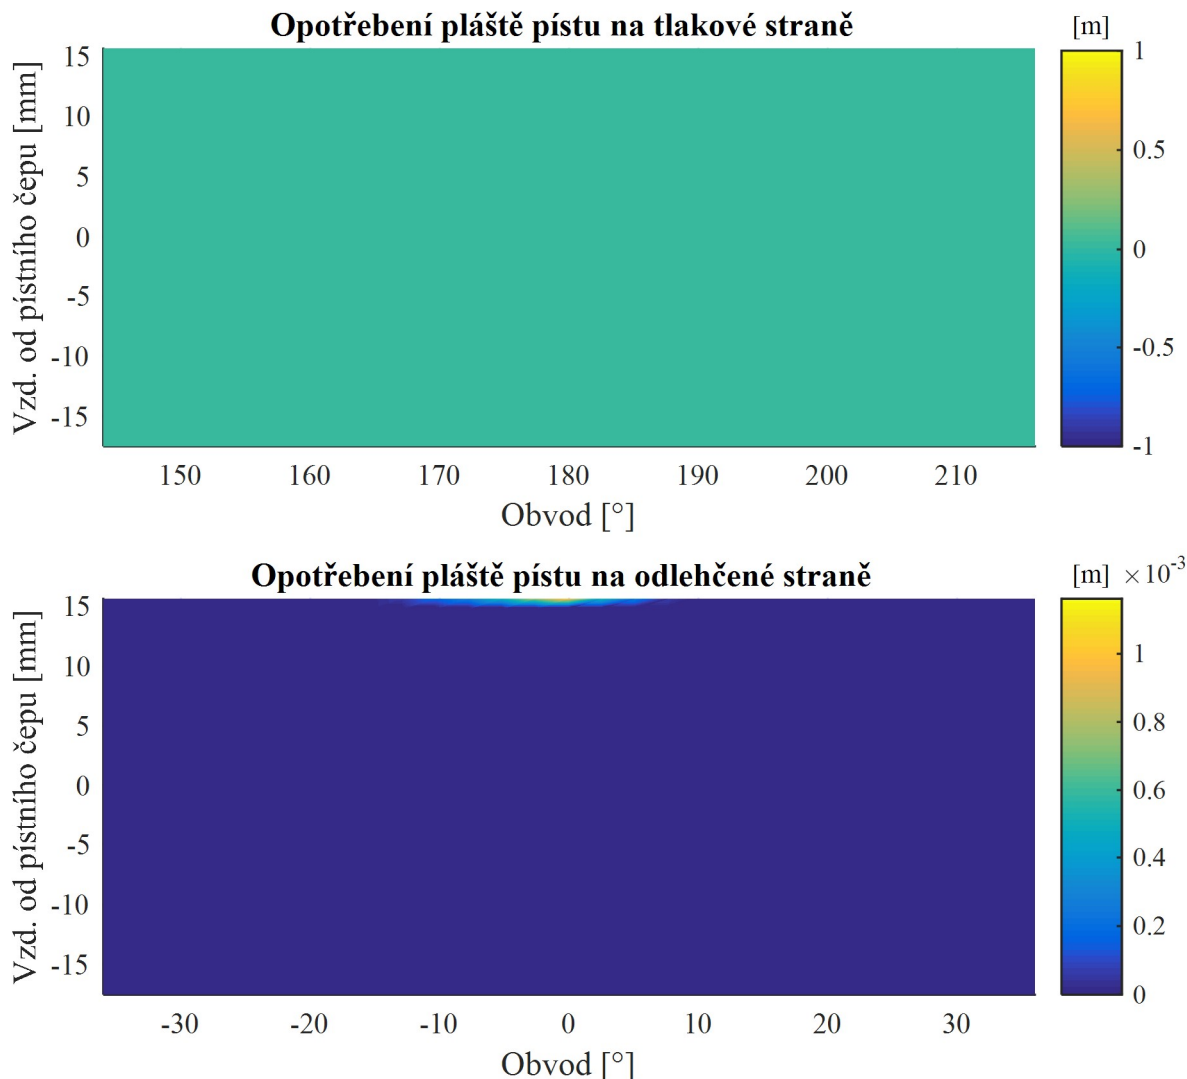 Opotřebení pláště pístu na tlakové straně
[m]
Vzd. od pístního čepu [mm]
15
10
5
0
-5
-10
-15
150 160 170 180 190 200 210
Obvod [°]
1
0.5
0
-0.5
-1
Opotřebení pláště pístu na odlehčené straně
[m] ×10⁻³
Vzd. od pístního čepu [mm]
15
10
5
0
-5
-10
-15
-30 -20 -10 0 10 20 30
Obvod [°]
1
0.8
0.6
0.4
0.2
0